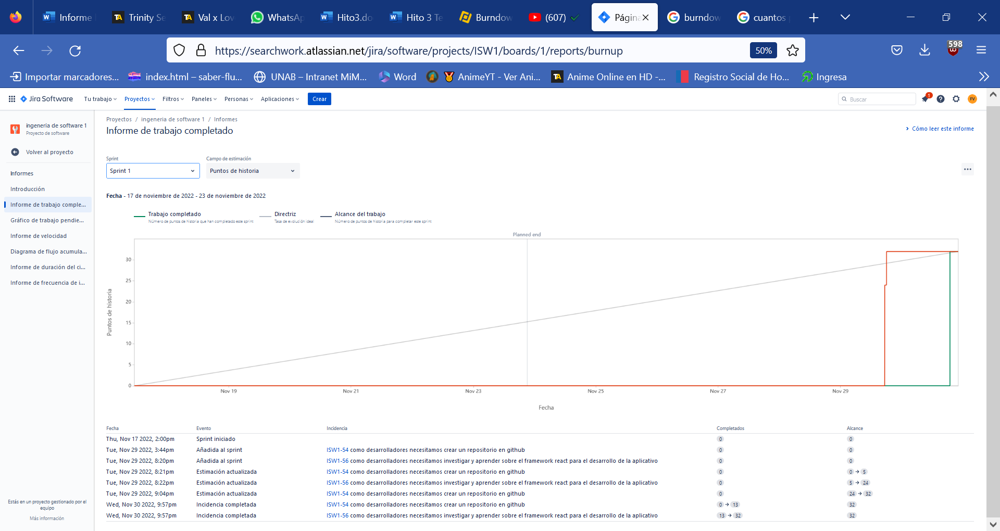 Informe
Trinity Se
Val x Lov
WhatsAp
Hito3.do
Hito 3 Te
Burndow
(607)
Página
burndow
cuantos p
https://searchwork.atlassian.net/jira/software/projects/ISW1/boards/1/reports/burnup
50%
598
Importar marcadores...
index.html – saber-flu...
UNAB – Intranet MiM...
Word
AnimeYT - Ver Ani...
Anime Online en HD -...
Registro Social de Ho...
Ingresa
Jira Software
Tu trabajo
Proyectos
Filtros
Paneles
Personas
Aplicaciones
Crear
Buscar
1
FV
ingeneria de software 1
Proyecto de software
Volver al proyecto
Informes
Introducción
Informe de trabajo comple...
Gráfico de trabajo pendie...
Informe de velocidad
Diagrama de flujo acumula...
Informe de duración del ci...
Informe de frecuencia de i...
Estás en un proyecto gestionado por el
equipo
Más información
Proyectos / ingeneria de software 1 / Informes
Informe de trabajo completado
Cómo leer este informe
Sprint
Sprint 1
Campo de estimación
Puntos de historia
Fecha - 17 de noviembre de 2022 - 23 de noviembre de 2022
Trabajo completado
Número de puntos de historia que han completado este sprint
Directriz
Tasa de evolución ideal
Alcance del trabajo
Número de puntos de historia para completar este sprint
Planned end
30
25
20
15
10
5
0
Puntos de historia
Nov 19
Nov 21
Nov 23
Nov 25
Nov 27
Nov 29
Fecha
Fecha Evento Incidencia Completados Alcance
Thu, Nov 17 2022, 2:00pm Sprint iniciado 0 0
Tue, Nov 29 2022, 3:44pm Añadida al sprint ISW1-54 como desarrolladores necesitamos crear un repositorio en github 0 0
Tue, Nov 29 2022, 8:20pm Añadida al sprint ISW1-56 como desarrolladores necesitamos investigar y aprender sobre el framework react para el desarrollo de la aplicativo 0 0
Tue, Nov 29 2022, 8:21pm Estimación actualizada ISW1-54 como desarrolladores necesitamos crear un repositorio en github 0 0 → 5
Tue, Nov 29 2022, 8:22pm Estimación actualizada ISW1-56 como desarrolladores necesitamos investigar y aprender sobre el framework react para el desarrollo de la aplicativo 0 5 → 24
Tue, Nov 29 2022, 9:04pm Estimación actualizada ISW1-54 como desarrolladores necesitamos crear un repositorio en github 0 24 → 32
Wed, Nov 30 2022, 9:57pm Incidencia completada ISW1-54 como desarrolladores necesitamos crear un repositorio en github 0 → 13 32
Wed, Nov 30 2022, 9:57pm Incidencia completada ISW1-56 como desarrolladores necesitamos investigar y aprender sobre el framework react para el desarrollo de la aplicativo 13 → 32 32